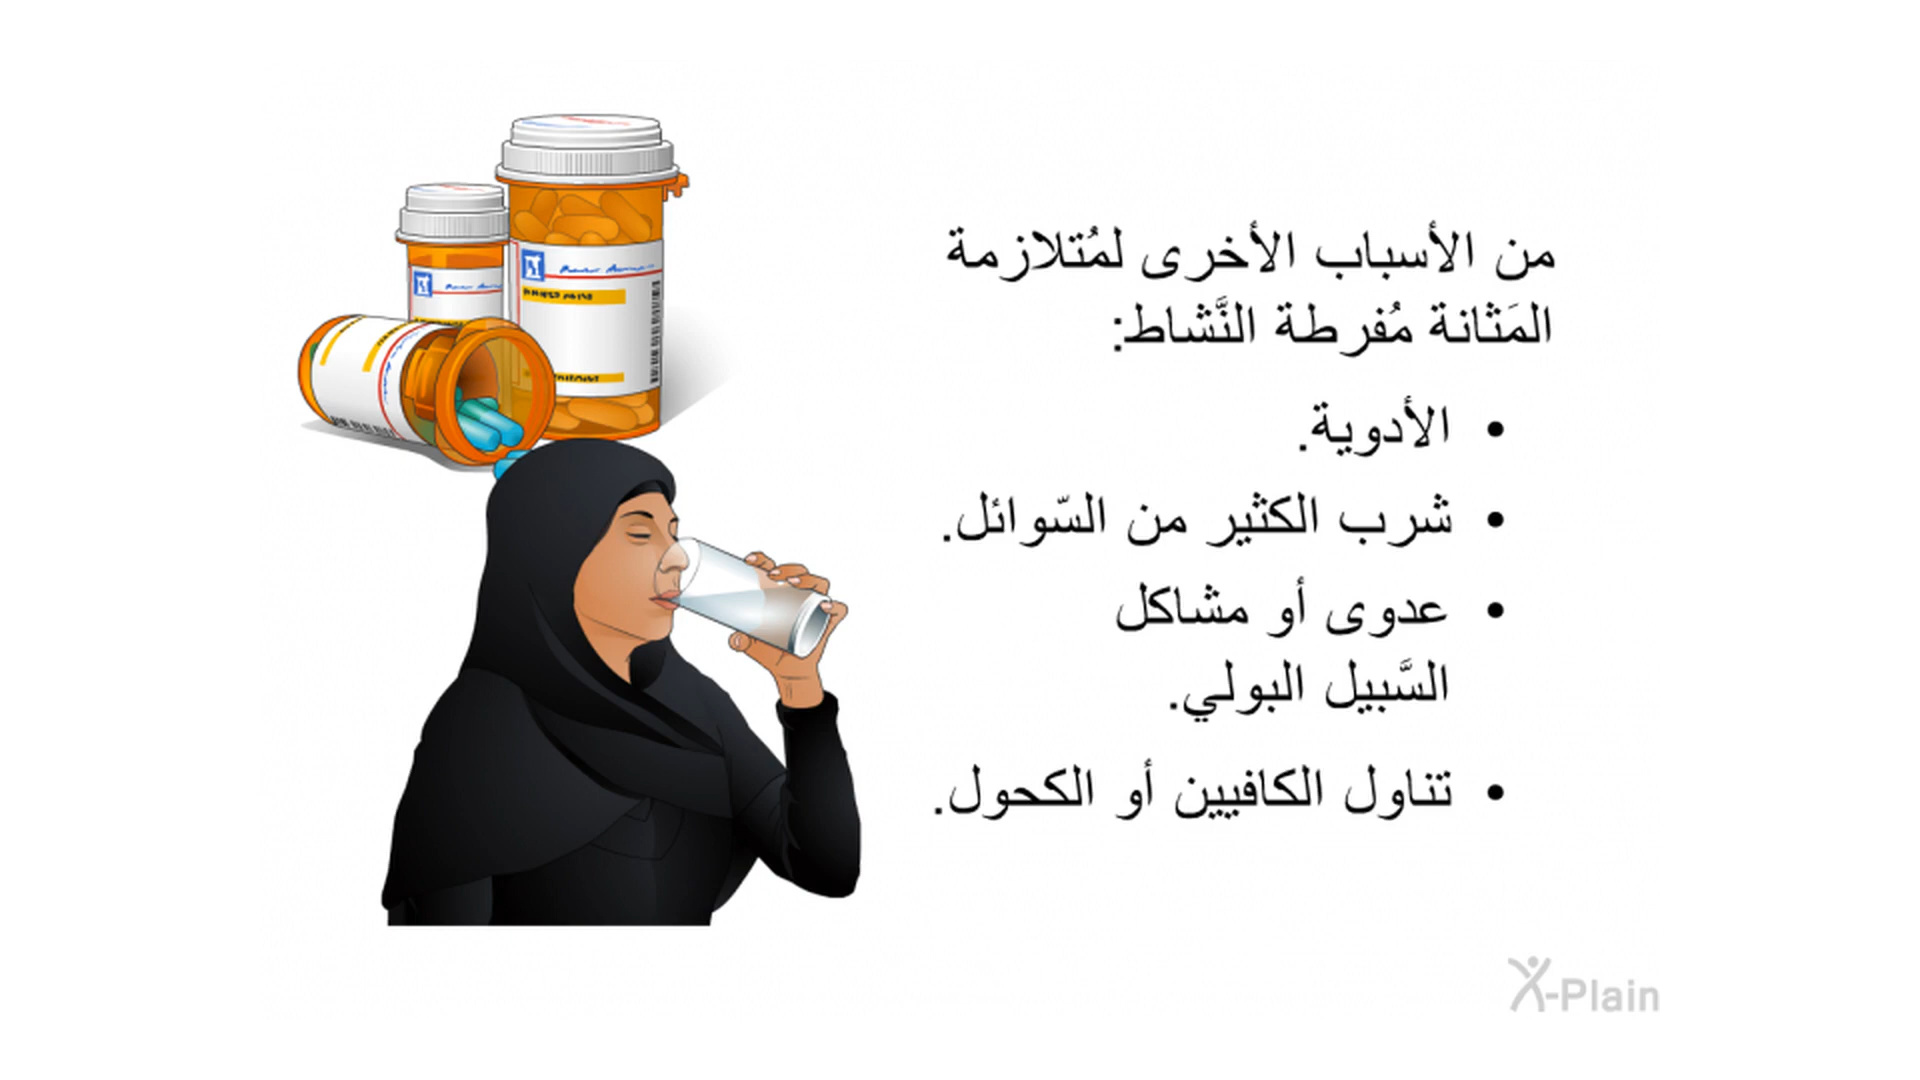 من الأسباب الأخرى لمُتلازمة
المَثانة مُفرطة النَّشاط:
• الأدوية.
• شرب الكثير من السّوائل.
• عدوى أو مشاكل
السَّبيل البولي.
• تناول الكافيين أو الكحول.
X-Plain